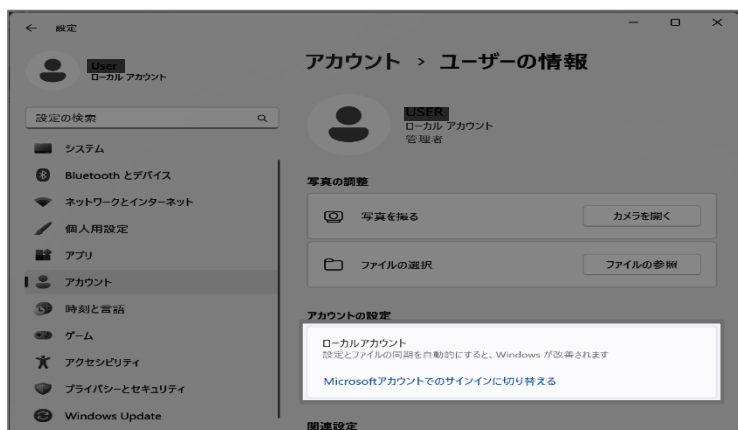 ← 設定
User
ローカル アカウント
設定の検索
システム
Bluetooth とデバイス
ネットワークとインターネット
個人用設定
アプリ
アカウント
時刻と言語
ゲーム
アクセシビリティ
プライバシーとセキュリティ
Windows Update
アカウント › ユーザーの情報
USER
ローカル アカウント
管理者
写真の調整
写真を撮る
カメラを開く
ファイルの選択
ファイルの参照
アカウントの設定
ローカルアカウント
設定とファイルの同期を自動的にすると、Windows が改善されます
Microsoftアカウントでのサインインに切り替える
関連設定